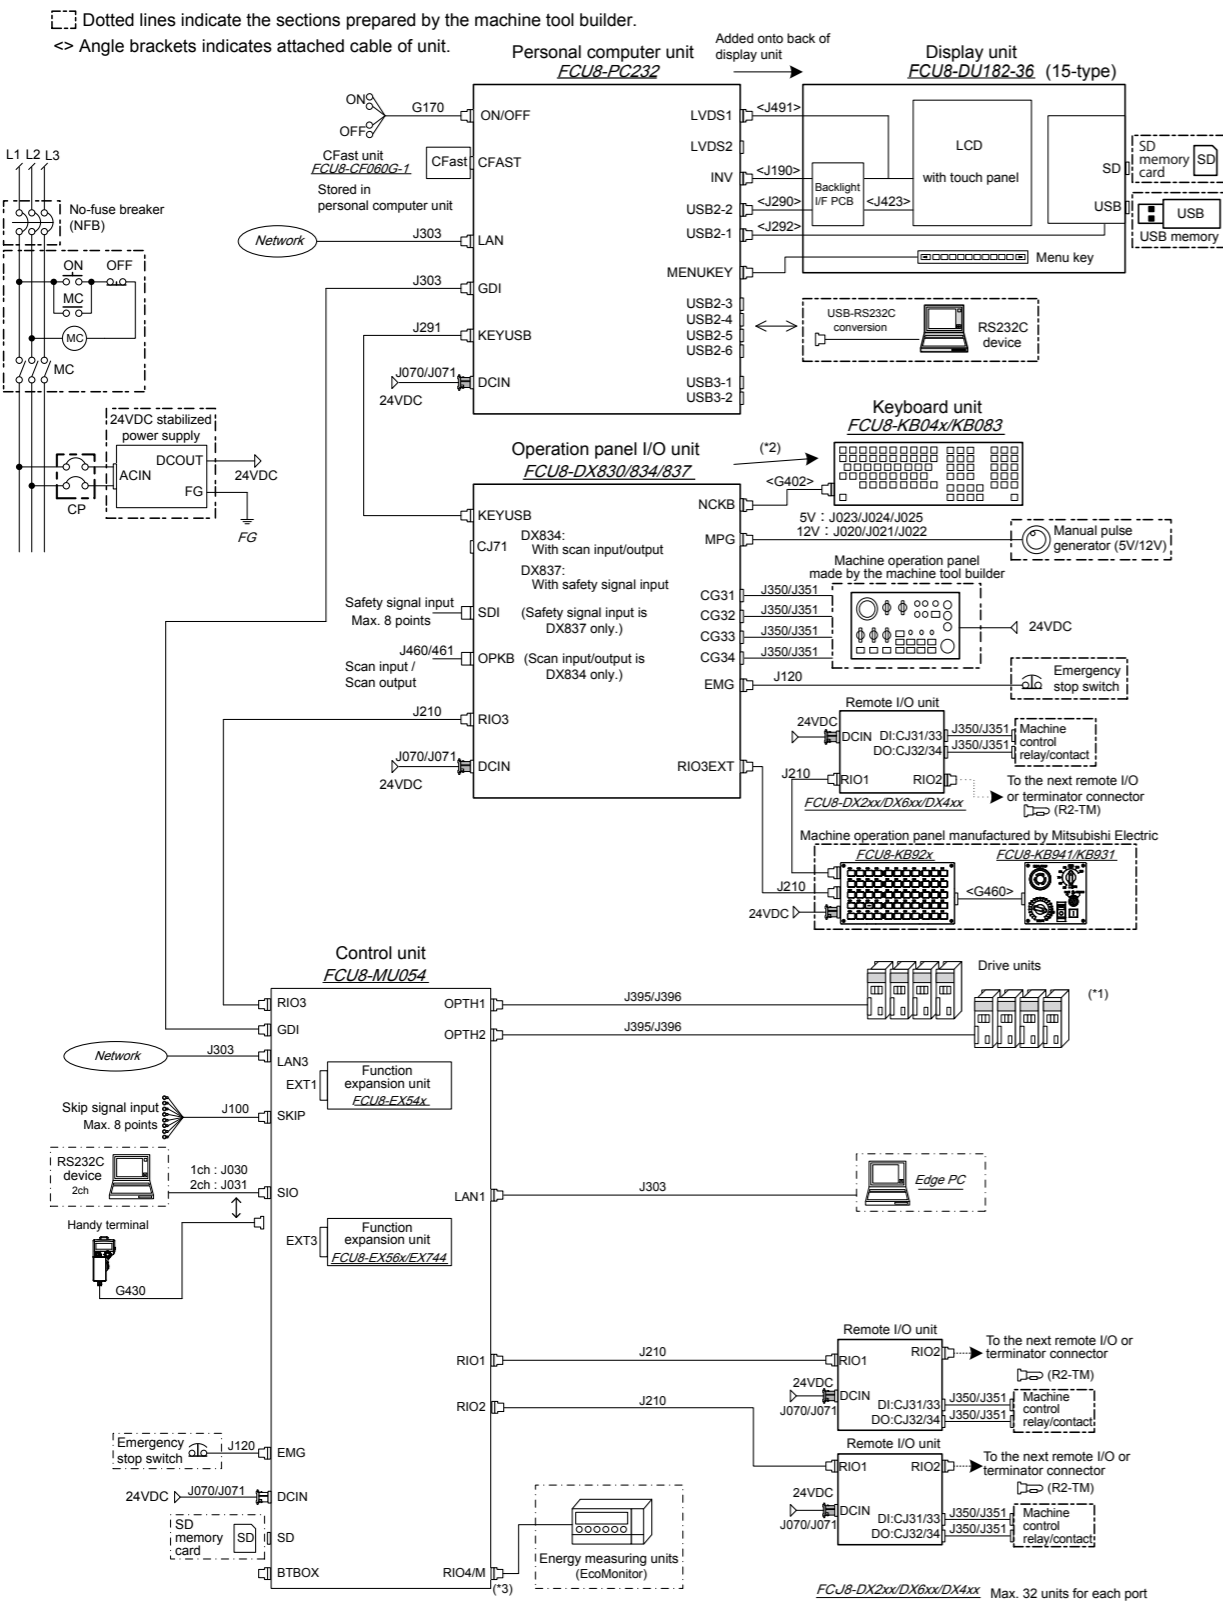 Dotted lines indicate the sections prepared by the machine tool builder.
<> Angle brackets indicates attached cable of unit.
Personal computer unit
FCU8-PC232
Added onto back of
display unit
Display unit
FCU8-DU182-36 (15-type)
ON
OFF
G170
ON/OFF
CFast unit
FCU8-CF060G-1
CFast
CFAST
Stored in
personal computer unit
Network
J303
LAN
J303
GDI
J291
KEYUSB
J070/J071
24VDC
DCIN
LVDS1
LVDS2
INV
USB2-2
USB2-1
MENUKEY
USB2-3
USB2-4
USB2-5
USB2-6
USB3-1
USB3-2
<J491>
<J190>
<J290>
<J292>
Backlight
I/F PCB
<J423>
LCD
with touch panel
Menu key
SD
USB
SD
memory
card
SD
USB
USB memory
USB-RS232C
conversion
RS232C
device
L1 L2 L3
No-fuse breaker
(NFB)
ON
OFF
MC
MC
MC
24VDC stabilized
power supply
DCOUT
ACIN
FG
24VDC
CP
FG
Operation panel I/O unit
FCU8-DX830/834/837
(*2)
Keyboard unit
FCU8-KB04x/KB083
KEYUSB
CJ71
DX834:
With scan input/output
DX837:
With safety signal input
Safety signal input
Max. 8 points
SDI
(Safety signal input is
DX837 only.)
J460/461
Scan input /
Scan output
OPKB
(Scan input/output is
DX834 only.)
J210
RIO3
J070/J071
24VDC
DCIN
NCKB
<G402>
MPG
5V : J023/J024/J025
12V : J020/J021/J022
Manual pulse
generator (5V/12V)
Machine operation panel
made by the machine tool builder
CG31
J350/J351
CG32
J350/J351
CG33
J350/J351
CG34
J350/J351
24VDC
EMG
J120
Emergency
stop switch
RIO3EXT
Remote I/O unit
24VDC
DCIN
DI:CJ31/33
J350/J351
DO:CJ32/34
J350/J351
Machine
control
relay/contact
J210
RIO1
RIO2
To the next remote I/O
or terminator connector
(R2-TM)
FCU8-DX2xx/DX6xx/DX4xx
Machine operation panel manufactured by Mitsubishi Electric
FCU8-KB92x
FCU8-KB941/KB931
J210
<G460>
24VDC
Control unit
FCU8-MU054
RIO3
GDI
Network
J303
LAN3
EXT1
Function
expansion unit
FCU8-EX54x
Skip signal input
Max. 8 points
J100
SKIP
RS232C
device
2ch
1ch : J030
2ch : J031
SIO
Handy terminal
G430
EXT3
Function
expansion unit
FCU8-EX56x/EX744
OPTH1
J395/J396
OPTH2
J395/J396
Drive units
(*1)
LAN1
J303
Edge PC
RIO1
J210
RIO2
J210
Remote I/O unit
RIO1
RIO2
To the next remote I/O or
terminator connector
(R2-TM)
24VDC
J070/J071
DCIN
DI:CJ31/33
J350/J351
DO:CJ32/34
J350/J351
Machine
control
relay/contact
Remote I/O unit
RIO1
RIO2
To the next remote I/O or
terminator connector
(R2-TM)
24VDC
J070/J071
DCIN
DI:CJ31/33
J350/J351
DO:CJ32/34
J350/J351
Machine
control
relay/contact
Emergency
stop switch
J120
EMG
24VDC
J070/J071
DCIN
SD
memory
card
SD
SD
BTBOX
RIO4/M
(*3)
Energy measuring units
(EcoMonitor)
FCJ8-DX2xx/DX6xx/DX4xx Max. 32 units for each port